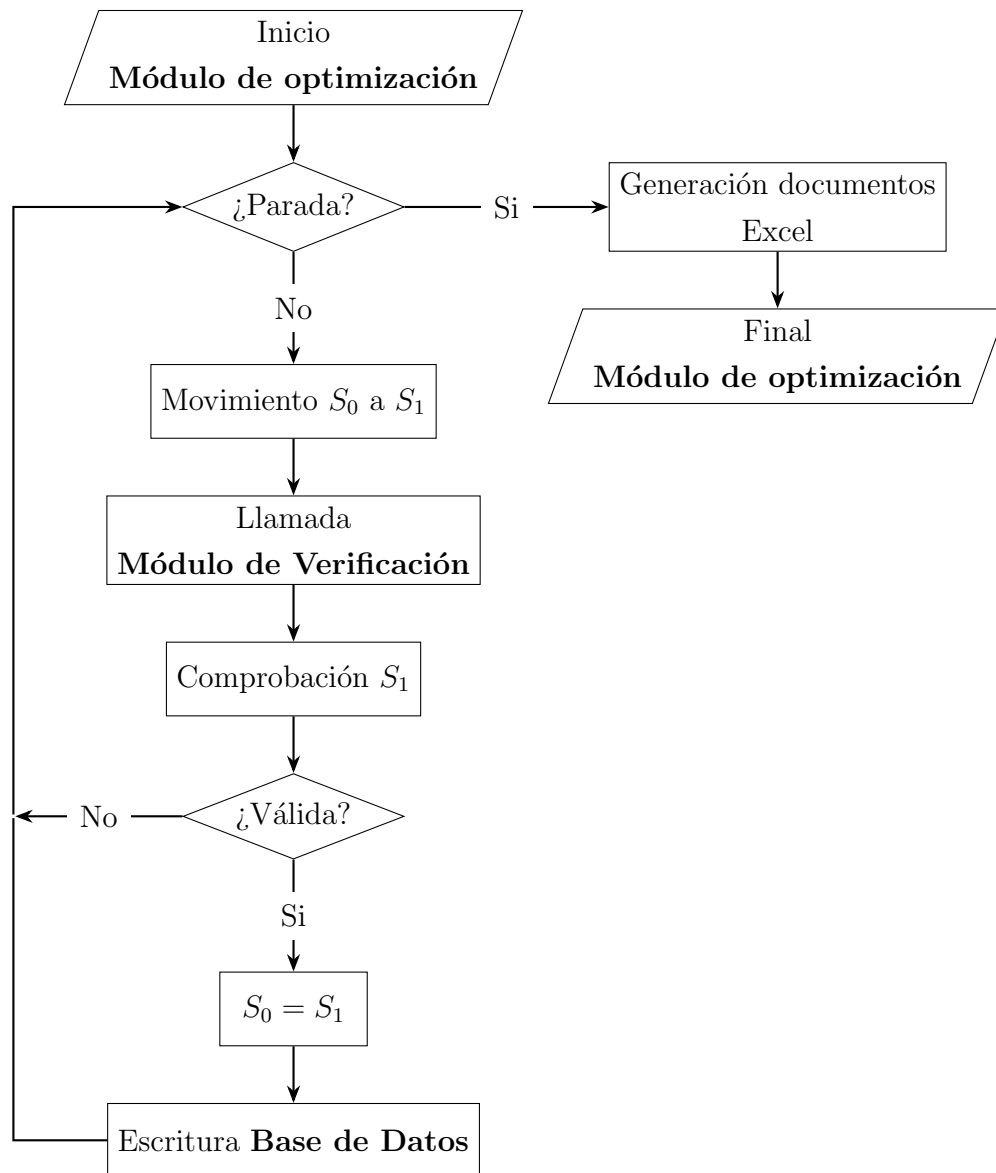 Inicio
Módulo de optimización
¿Parada?
Si
Generación documentos
Excel
No
Final
Módulo de optimización
Movimiento S₀ a S₁
Llamada
Módulo de Verificación
Comprobación S₁
¿Válida?
No
Si
S₀ = S₁
Escritura Base de Datos